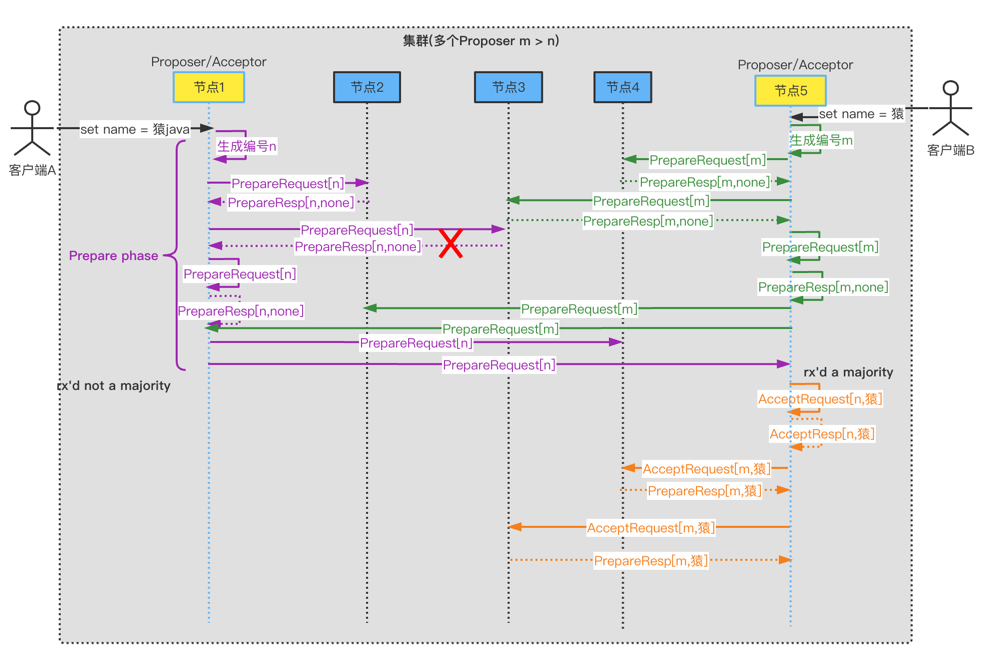 集群(多个Proposer m > n)
Proposer/Acceptor
Proposer/Acceptor
节点1
节点2
节点3
节点4
节点5
set name = 猿
set name = 猿java
生成编号n
生成编号m
客户端A
客户端B
PrepareRequest[m]
PrepareRequest[n]
PrepareResp[m,none]
PrepareResp[n,none]
PrepareRequest[m]
PrepareResp[m,none]
PrepareRequest[n]
PrepareResp[n,none]
PrepareRequest[m]
Prepare phase
PrepareRequest[n]
PrepareResp[m,none]
PrepareResp[n,none]
PrepareRequest[m]
PrepareRequest[m]
PrepareRequest[n]
PrepareRequest[n]
rx'd a majority
rx'd not a majority
AcceptRequest[n,猿]
AcceptResp[n,猿]
AcceptRequest[m,猿]
PrepareResp[m,猿]
AcceptRequest[m,猿]
PrepareResp[m,猿]